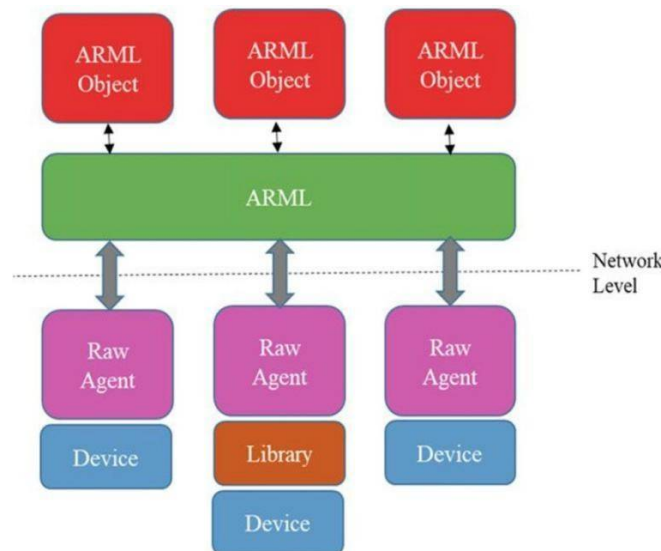 ARML
Object
ARML
Object
ARML
Object
ARML
Network
Level
Raw
Agent
Raw
Agent
Raw
Agent
Device
Library
Device
Device